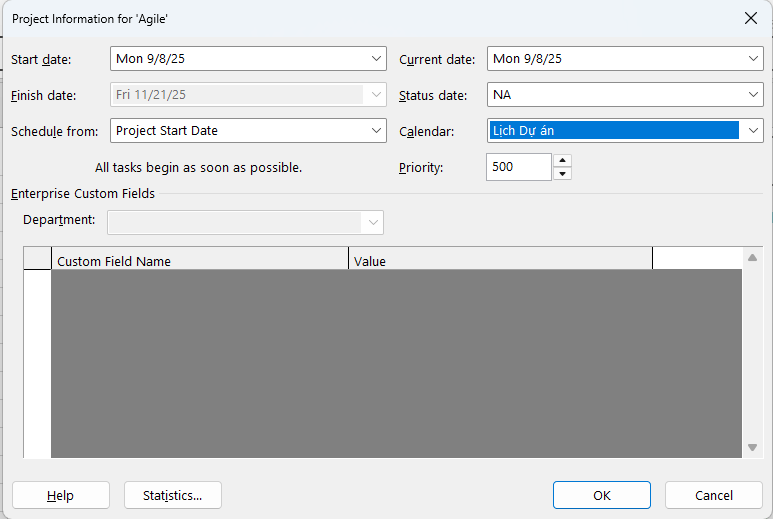 Project Information for 'Agile'
Start date: Mon 9/8/25 Current date: Mon 9/8/25
Finish date: Fri 11/21/25 Status date: NA
Schedule from: Project Start Date Calendar: Lịch Dự án
All tasks begin as soon as possible. Priority: 500
Enterprise Custom Fields
Department:
Custom Field Name Value
Help Statistics... OK Cancel